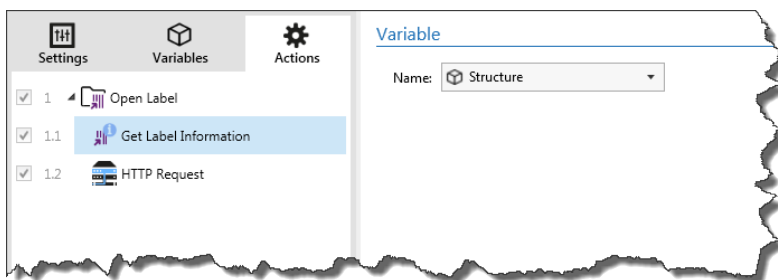 Settings
Variables
Actions
Variable
Name: Structure
1 Open Label
1.1 Get Label Information
1.2 HTTP Request